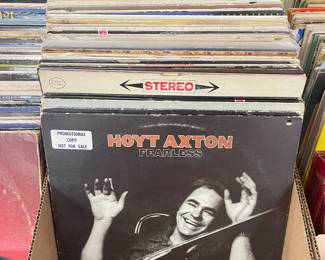 STEREO
PROMOTIONAL
COPY
NOT FOR SALE
HOYT AXTON
FEARLESS